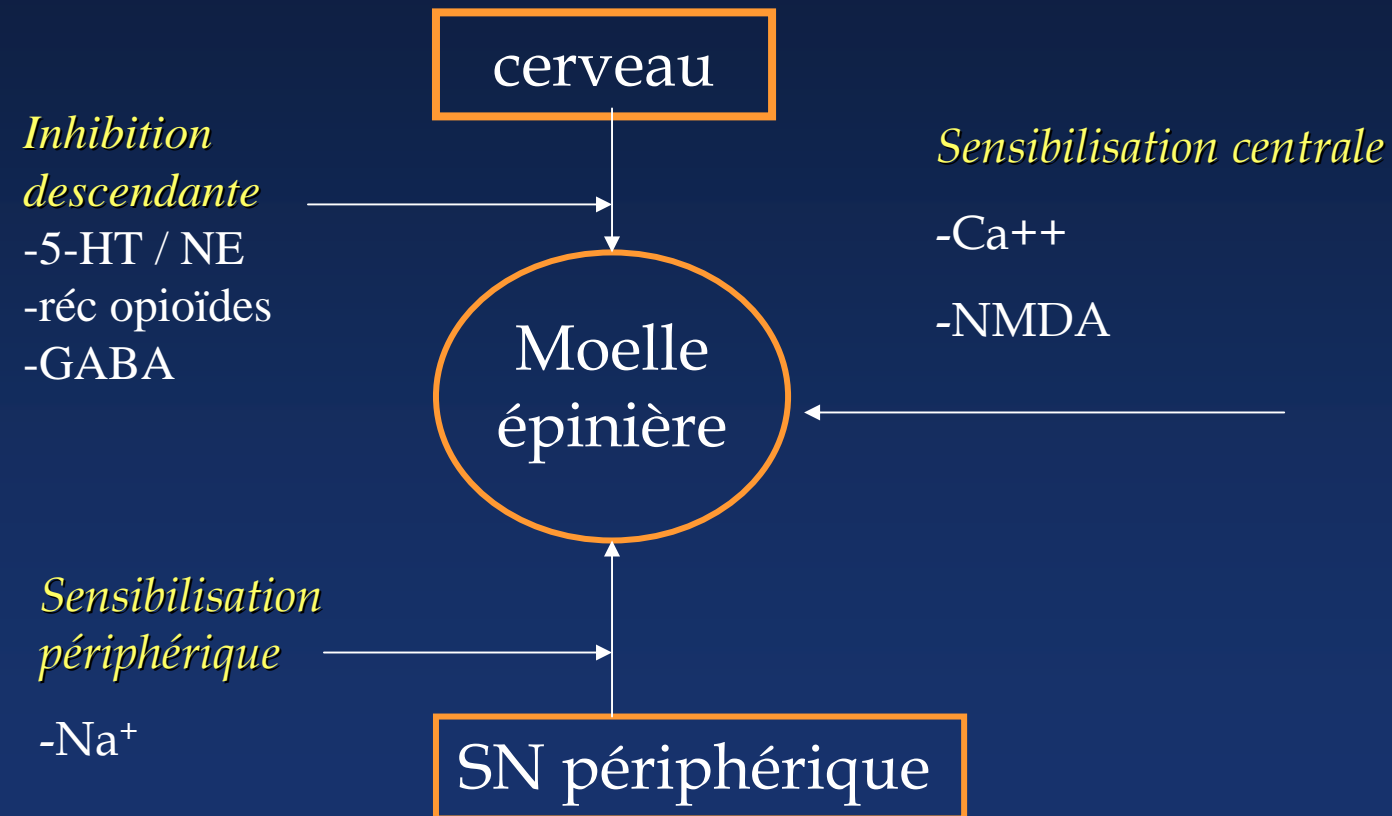 cerveau
Inhibition
descendante
-5-HT / NE
-réc opioïdes
-GABA
Sensibilisation centrale
-Ca++
-NMDA
Moelle
épinière
Sensibilisation
périphérique
-Na⁺
SN périphérique